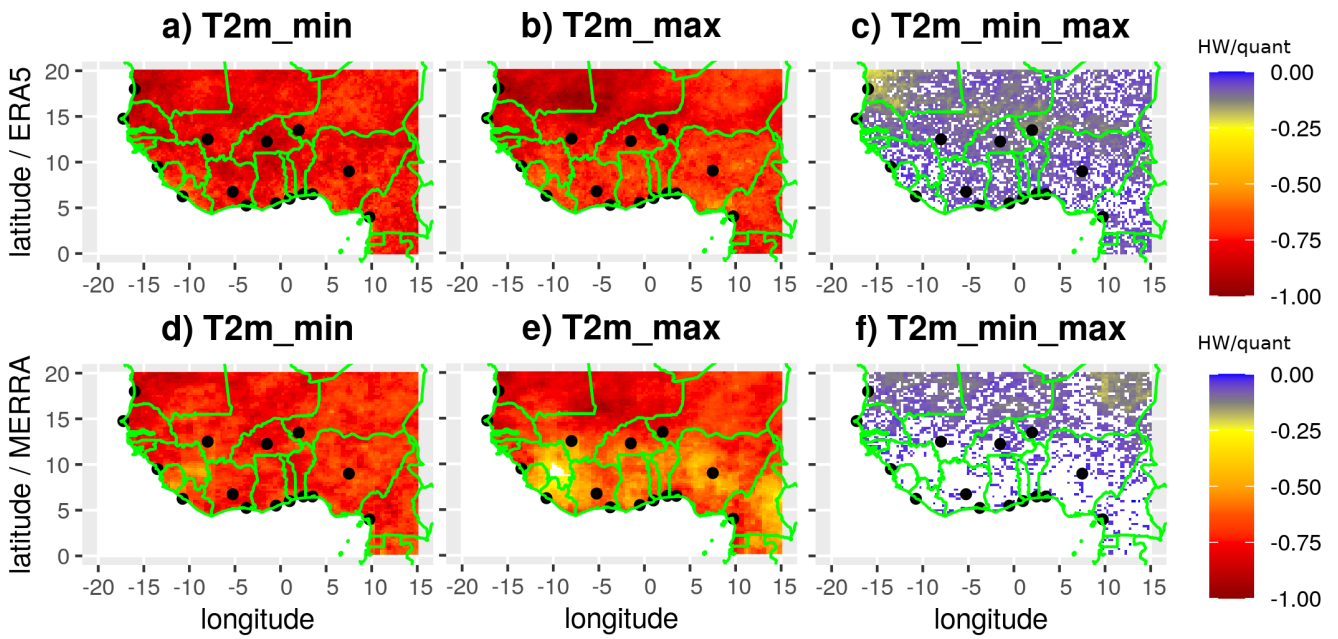 a) T2m_min
b) T2m_max
c) T2m_min_max
HW/quant
latitude / ERA5
20
15
10
5
0
0.00
-0.25
-0.50
-0.75
-1.00
-20 -15 -10 -5 0 5 10 15
-20 -15 -10 -5 0 5 10 15
-20 -15 -10 -5 0 5 10 15
d) T2m_min
e) T2m_max
f) T2m_min_max
HW/quant
latitude / MERRA
20
15
10
5
0
0.00
-0.25
-0.50
-0.75
-1.00
-20 -15 -10 -5 0 5 10 15
-20 -15 -10 -5 0 5 10 15
-20 -15 -10 -5 0 5 10 15
longitude
longitude
longitude